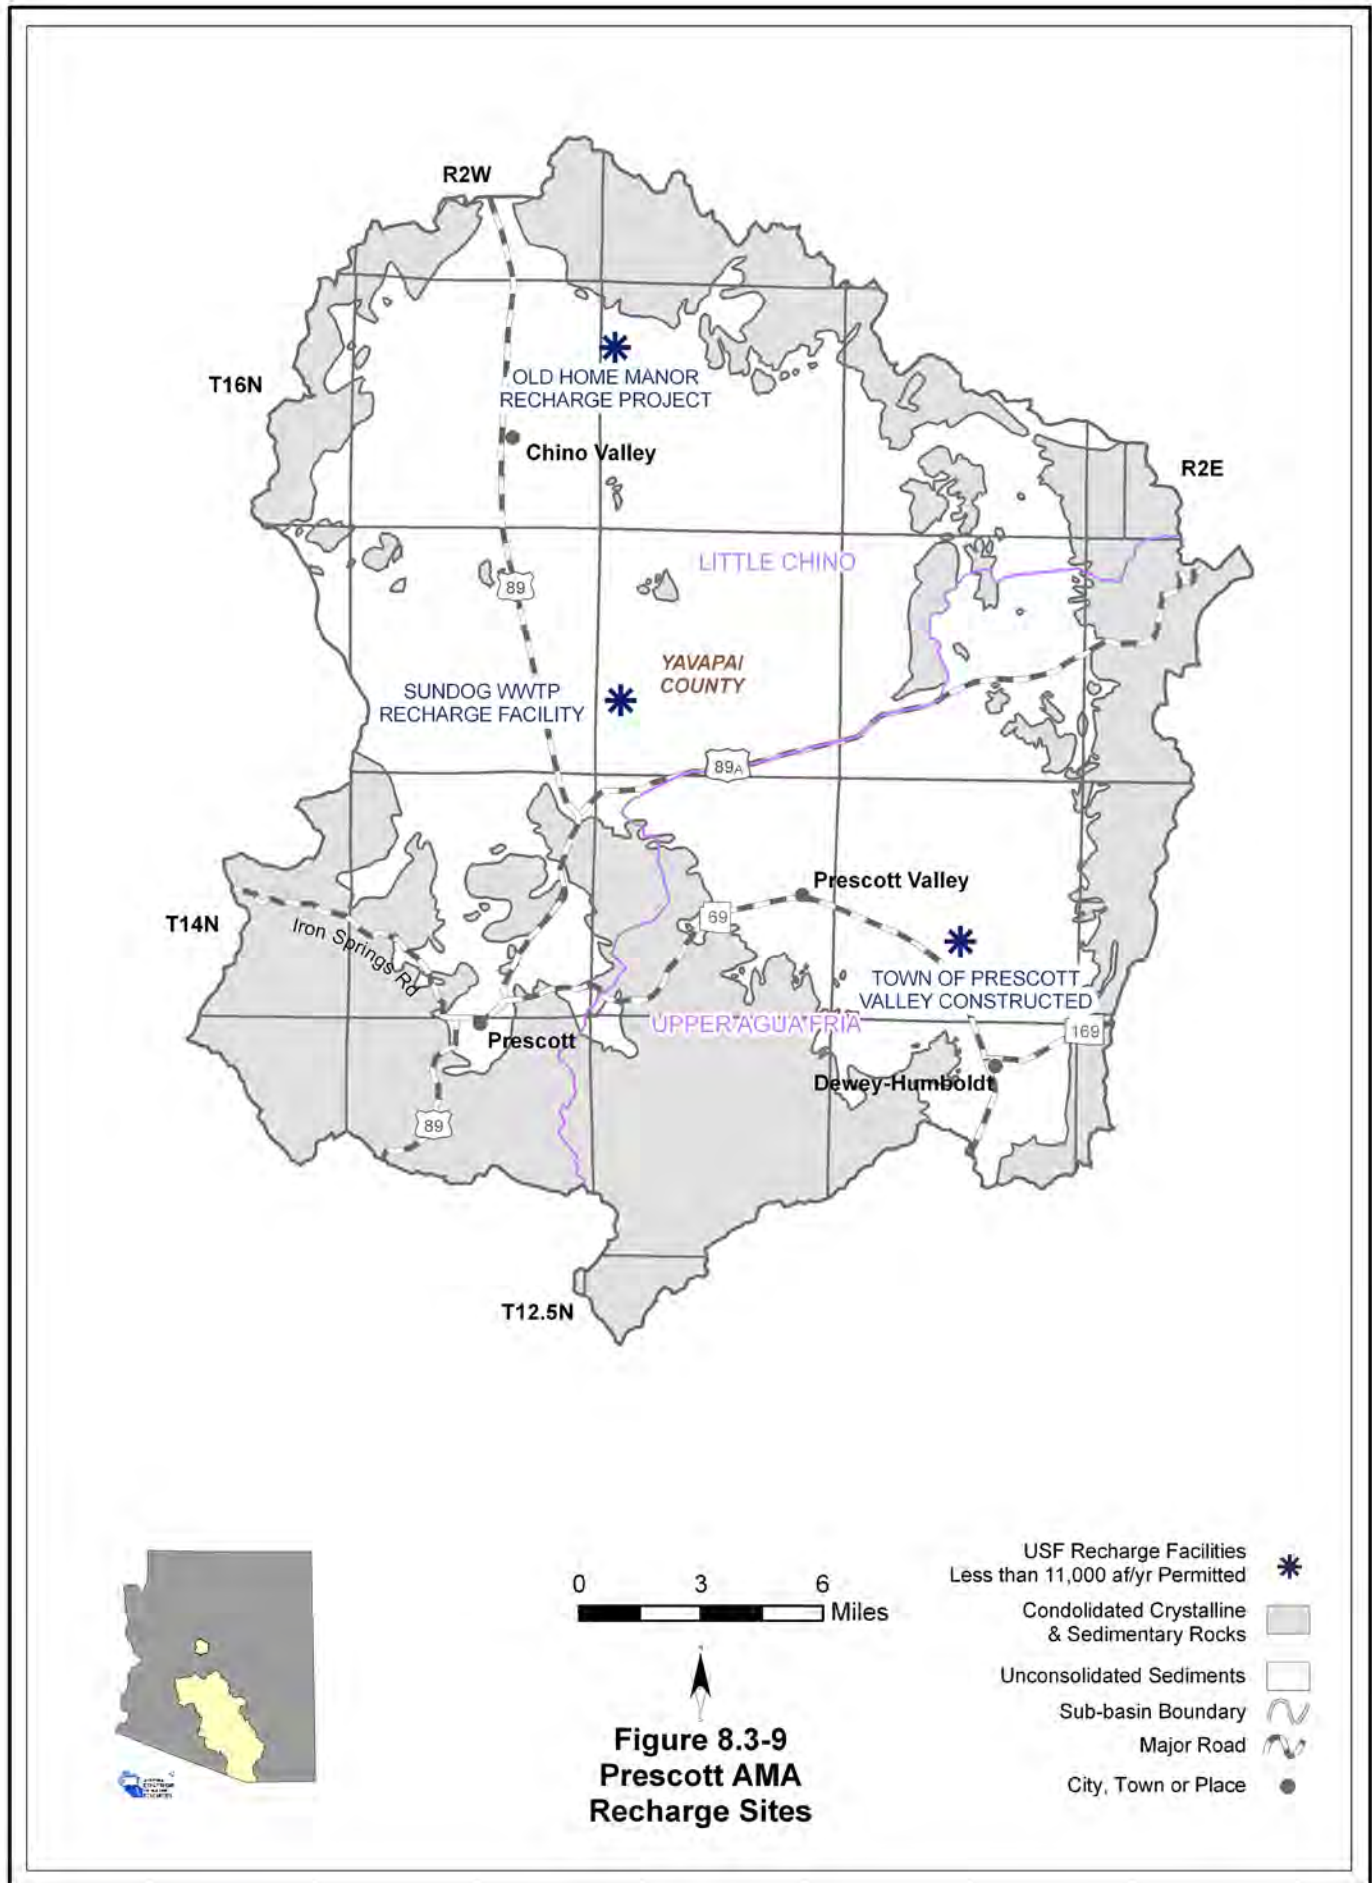 R2W
T16N
OLD HOME MANOR
RECHARGE PROJECT
Chino Valley
R2E
LITTLE CHINO
89
YAVAPAI
COUNTY
SUNDOG WWTP
RECHARGE FACILITY
89A
Prescott Valley
T14N
69
Iron Springs Rd
TOWN OF PRESCOTT
VALLEY CONSTRUCTED
UPPER AGUA FRIA
169
Prescott
Dewey-Humboldt
89
T12.5N
USF Recharge Facilities
Less than 11,000 af/yr Permitted
0 3 6
Miles
Condolidated Crystalline
& Sedimentary Rocks
Unconsolidated Sediments
Sub-basin Boundary
Major Road
City, Town or Place
Figure 8.3-9
Prescott AMA
Recharge Sites